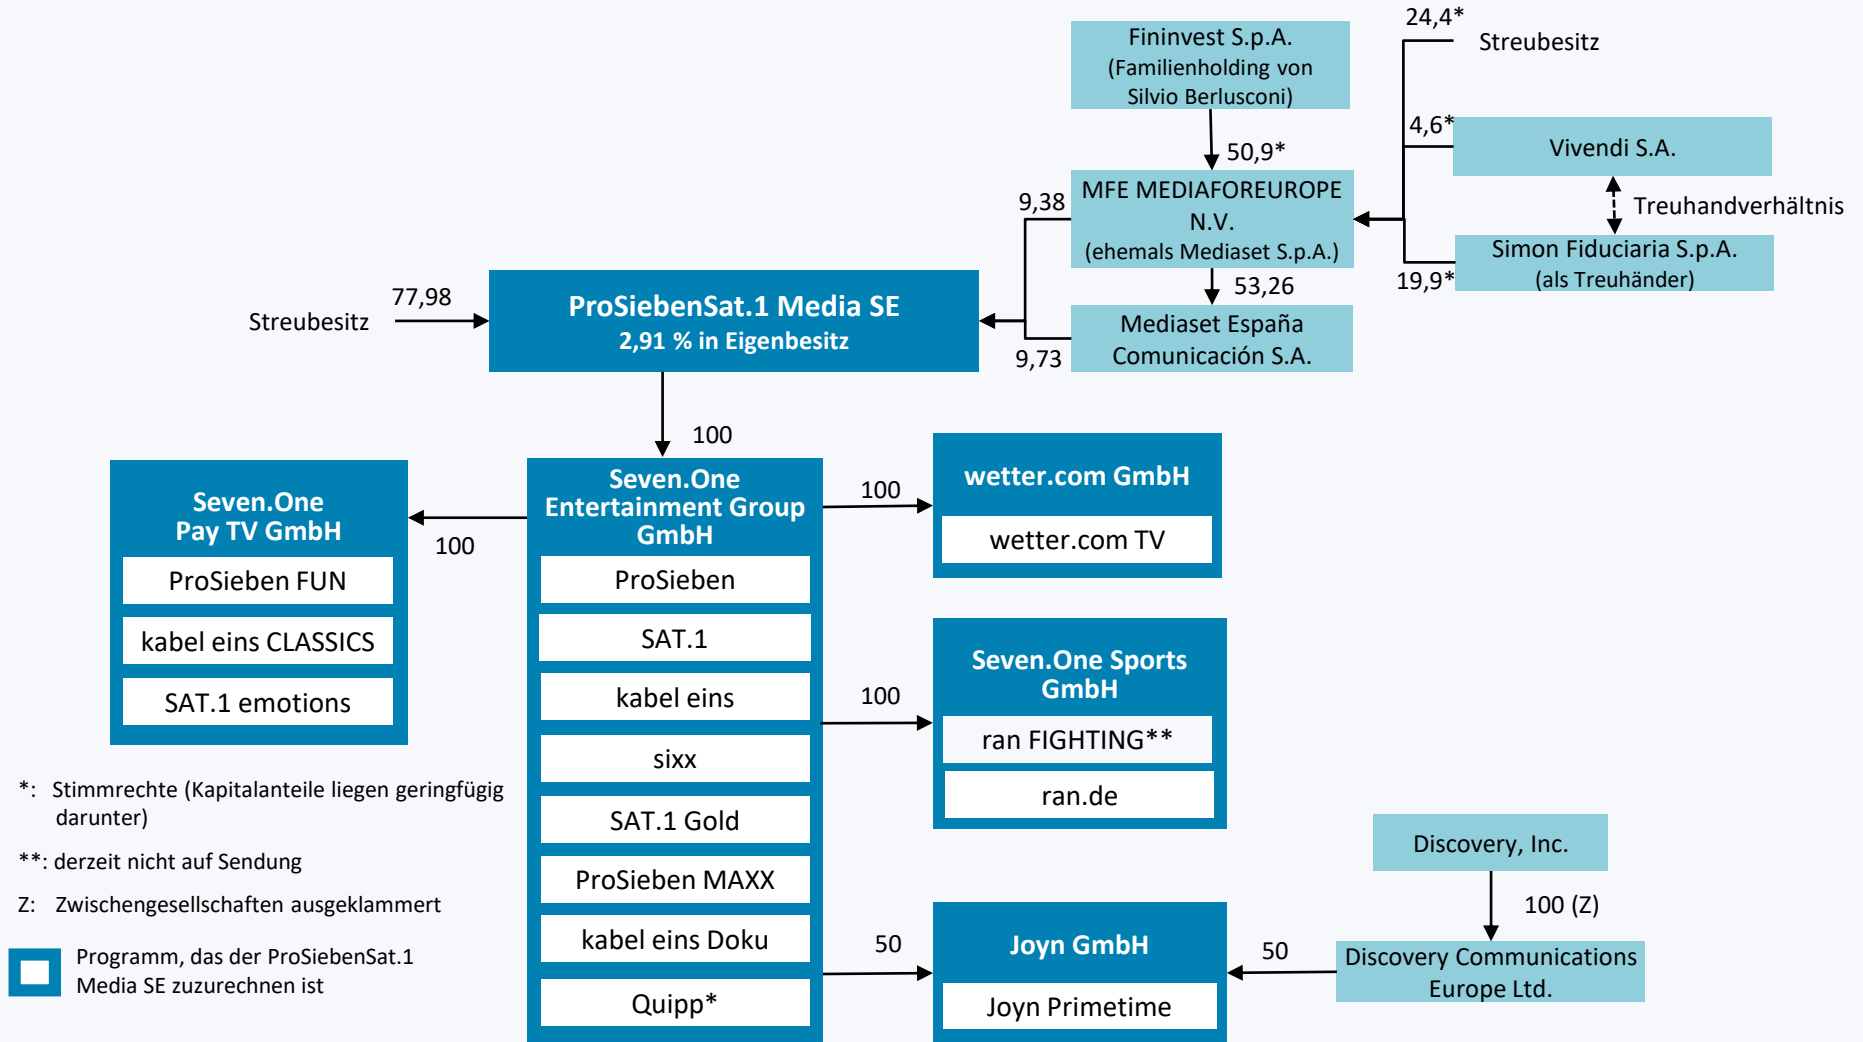 Fininvest S.p.A.
(Familienholding von
Silvio Berlusconi)
24,4*
Streubesitz
4,6*
Vivendi S.A.
50,9*
MFE MEDIAFOREUROPE
N.V.
(ehemals Mediaset S.p.A.)
Treuhandverhältnis
Simon Fiduciaria S.p.A.
(als Treuhänder)
19,9*
9,38
53,26
Mediaset España
Comunicación S.A.
9,73
Streubesitz
77,98
ProSiebenSat.1 Media SE
2,91 % in Eigenbesitz
100
Seven.One
Pay TV GmbH
ProSieben FUN
kabel eins CLASSICS
SAT.1 emotions
100
Seven.One
Entertainment Group
GmbH
ProSieben
SAT.1
kabel eins
sixx
SAT.1 Gold
ProSieben MAXX
kabel eins Doku
Quipp*
100
wetter.com GmbH
wetter.com TV
100
Seven.One Sports
GmbH
ran FIGHTING**
ran.de
50
Joyn GmbH
Joyn Primetime
50
Discovery, Inc.
100 (Z)
Discovery Communications
Europe Ltd.
*: Stimmrechte (Kapitalanteile liegen geringfügig
darunter)
**: derzeit nicht auf Sendung
Z: Zwischengesellschaften ausgeklammert
Programm, das der ProSiebenSat.1
Media SE zuzurechnen ist